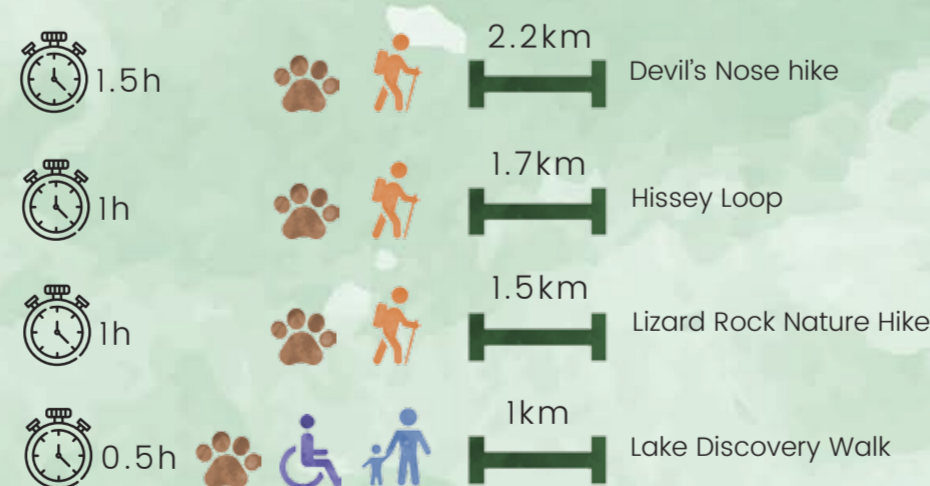 2.2km
1.5h
Devil's Nose hike
1.7km
1h
Hissey Loop
1.5km
1h
Lizard Rock Nature Hike
1km
0.5h
Lake Discovery Walk